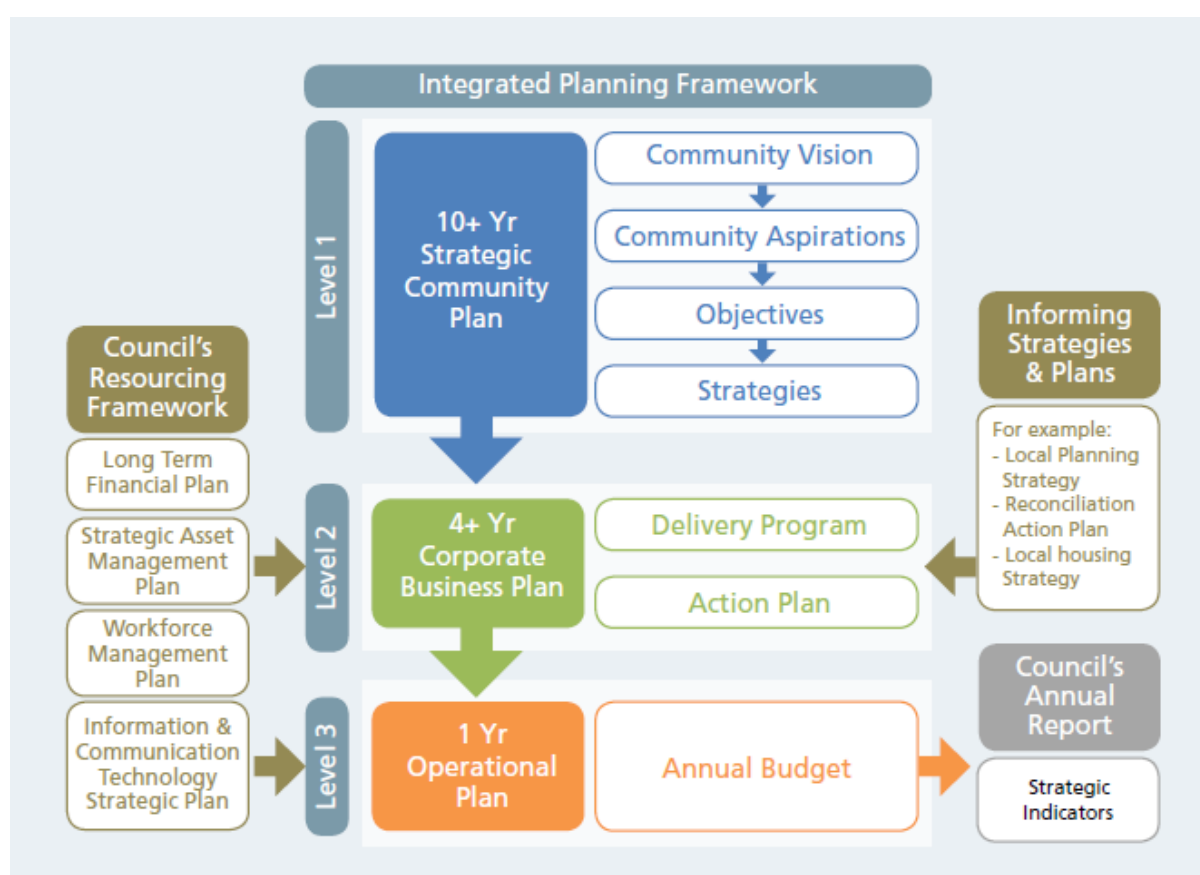 Integrated Planning Framework
Level 1
10+ Yr
Strategic
Community
Plan
Community Vision
Community Aspirations
Objectives
Strategies
Council's
Resourcing
Framework
Long Term
Financial Plan
Strategic Asset
Management
Plan
Workforce
Management
Plan
Information &
Communication
Technology
Strategic Plan
Level 2
4+ Yr
Corporate
Business Plan
Delivery Program
Action Plan
Level 3
1 Yr
Operational
Plan
Annual Budget
Informing
Strategies
& Plans
For example:
- Local Planning
Strategy
- Reconciliation
Action Plan
- Local housing
Strategy
Council's
Annual
Report
Strategic
Indicators